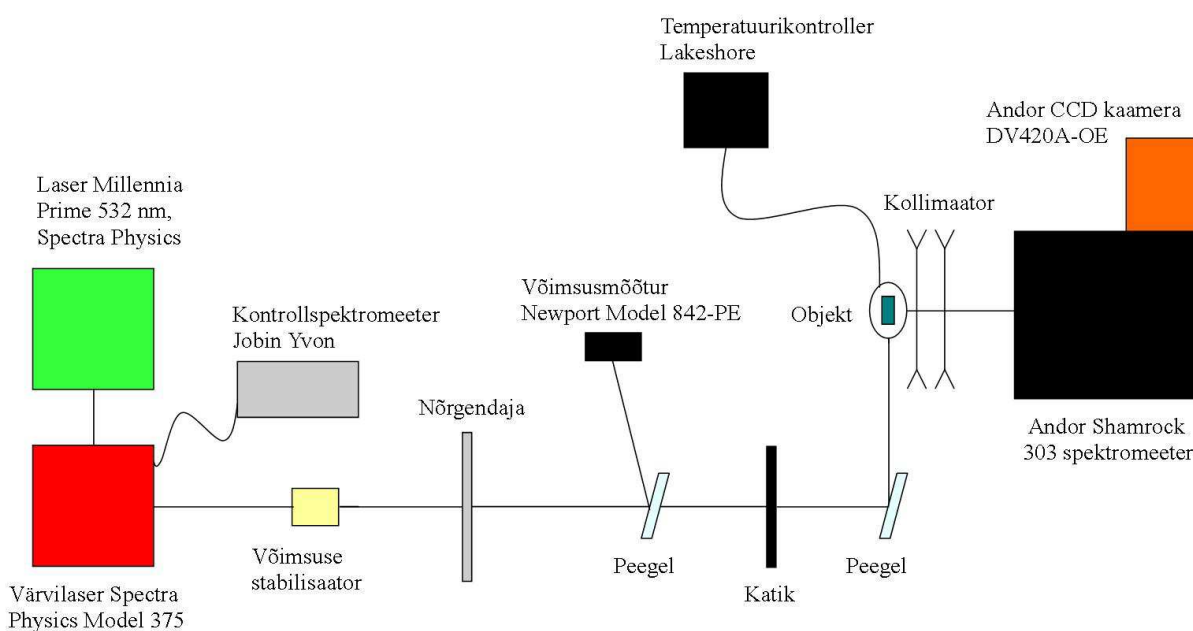 Temperatuurikontroller
Lakeshore
Andor CCD kaamera
DV420A-OE
Laser Millennia
Prime 532 nm,
Spectra Physics
Kollimaator
Võimsusmõõtur
Newport Model 842-PE
Kontrollspektromeeter
Jobin Yvon
Objekt
Nõrgendaja
Andor Shamrock
303 spektromeeter
Võimsuse
stabilisaator
Peegel
Katik
Peegel
Värvilaser Spectra
Physics Model 375